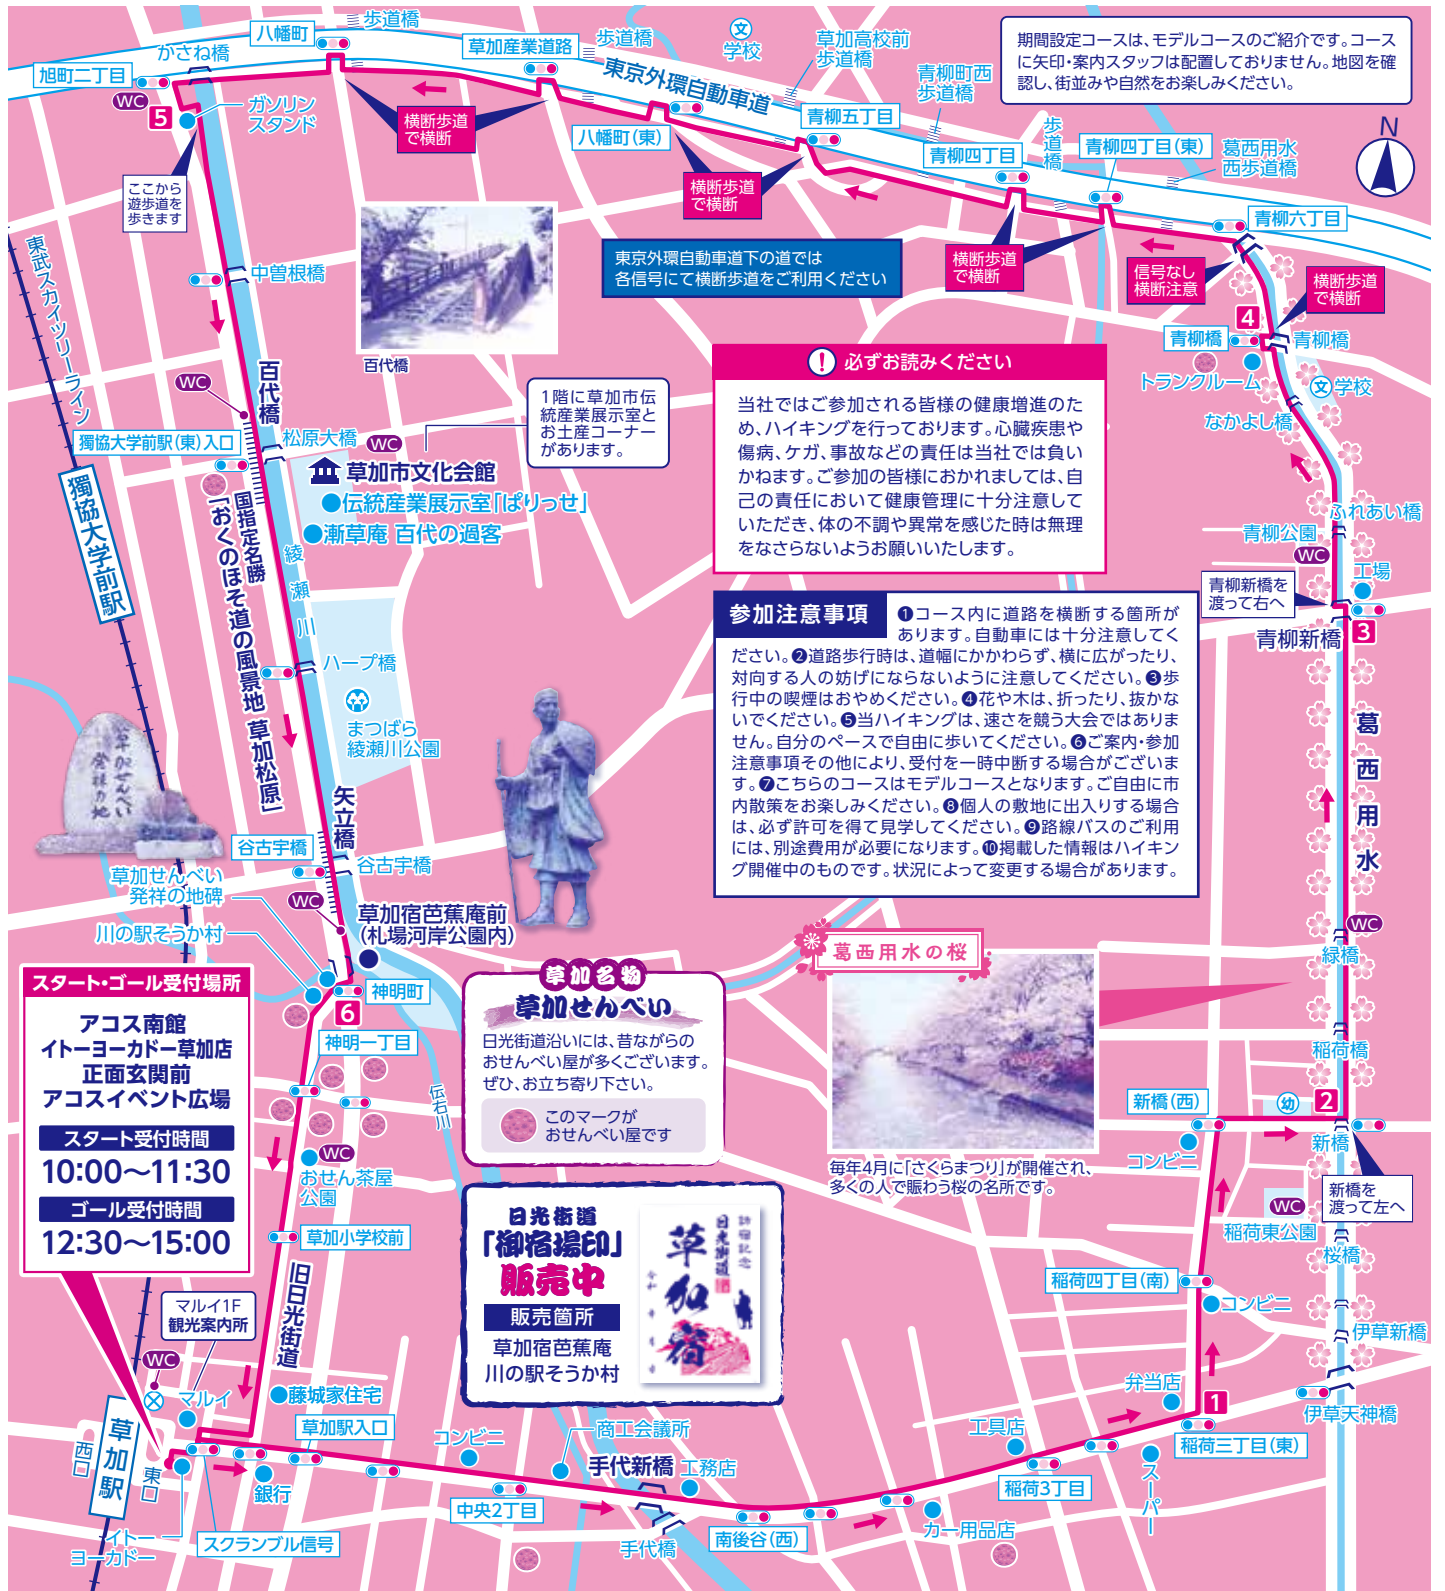 八幡町
歩道橋
かさね橋
草加産業道路
歩道橋
文
学校
草加高校前
歩道橋
期間設定コースは、モデルコースのご紹介です。コース
に矢印・案内スタッフは配置しておりません。地図を確
認し、街並みや自然をお楽しみください。
旭町二丁目
東京外環自動車道
青柳町西
歩道橋
WC
5
ガソリン
スタンド
横断歩道
で横断
八幡町(東)
青柳五丁目
青柳四丁目
歩道橋
青柳四丁目(東)
葛西用水
西歩道橋
N
ここから
遊歩道を
歩きます
横断歩道
で横断
青柳六丁目
東武スカイツリーライン
中曽根橋
東京外環自動車道下の道では
各信号にて横断歩道をご利用ください
横断歩道
で横断
信号なし
横断注意
横断歩道
で横断
4
青柳橋
青柳橋
百代橋
トランクルーム
文
学校
なかよし橋
必ずお読みください
当社ではご参加される皆様の健康増進のた
め、ハイキングを行っております。心臓疾患や
傷病、ケガ、事故などの責任は当社では負い
かねます。ご参加の皆様におかれましては、自
己の責任において健康管理に十分注意して
いただき、体の不調や異常を感じた時は無理
をなさらないようお願いいたします。
WC
百代橋
1階に草加市伝
統産業展示室と
お土産コーナー
があります。
獨協大学前駅(東)入口
松原大橋
WC
草加市文化会館
伝統産業展示室「ぱりっせ」
漸草庵 百代の過客
獨協大学前駅
国指定名勝
「おくのほそ道の風景地 草加松原」
綾瀬川
ふれあい橋
青柳公園
WC
工場
青柳新橋を
渡って右へ
3
青柳新橋
参加注意事項
❶コース内に道路を横断する箇所が
あります。自動車には十分注意してく
ださい。❷道路歩行時は、道幅にかかわらず、横に広がったり、
対向する人の妨げにならないように注意してください。❸歩
行中の喫煙はおやめください。❹花や木は、折ったり、抜かな
いでください。❺当ハイキングは、速さを競う大会ではありま
せん。自分のペースで自由に歩いてください。❻ご案内・参加
注意事項その他により、受付を一時中断する場合がございま
す。❼こちらのコースはモデルコースとなります。ご自由に市
内散策をお楽しみください。❽個人の敷地に出入りする場合
は、必ず許可を得て見学してください。❾路線バスのご利用
には、別途費用が必要になります。❿掲載した情報はハイキン
グ開催中のものです。状況によって変更する場合があります。
ハープ橋
まつばら
綾瀬川公園
葛西用水
草加せんべい
発祥の地
矢立橋
谷古宇橋
谷古宇橋
草加せんべい
発祥の地碑
WC
川の駅そうか村
草加宿芭蕉庵前
(札場河岸公園内)
神明町
6
神明一丁目
スタート・ゴール受付場所
アコス南館
イトーヨーカドー草加店
正面玄関前
アコスイベント広場
スタート受付時間
10:00〜11:30
ゴール受付時間
12:30〜15:00
草加名物
草加せんべい
日光街道沿いには、昔ながらの
おせんべい屋が多くございます。
ぜひ、お立ち寄り下さい。
このマークが
おせんべい屋です
伝右川
葛西用水の桜
毎年4月に「さくらまつり」が開催され、
多くの人で賑わう桜の名所です。
WC
緑橋
稲荷橋
新橋(西)
幼
2
新橋
コンビニ
新橋を
渡って左へ
WC
稲荷東公園
桜橋
WC
おせん茶屋
公園
草加小学校前
旧日光街道
日光街道
「御宿場印」
販売中
販売箇所
草加宿芭蕉庵
川の駅そうか村
訪宿記念
日光街道
草加宿
令和 年 月 日
稲荷四丁目(南)
コンビニ
伊草新橋
マルイ1F
観光案内所
WC
マルイ
藤城家住宅
草加駅入口
草加駅
西口
東口
コンビニ
商工会議所
手代新橋
工務店
工具店
弁当店
1
伊草天神橋
稲荷三丁目(東)
スーパー
稲荷3丁目
銀行
中央2丁目
カー用品店
イトー
ヨーカドー
スクランブル信号
手代橋
南後谷(西)